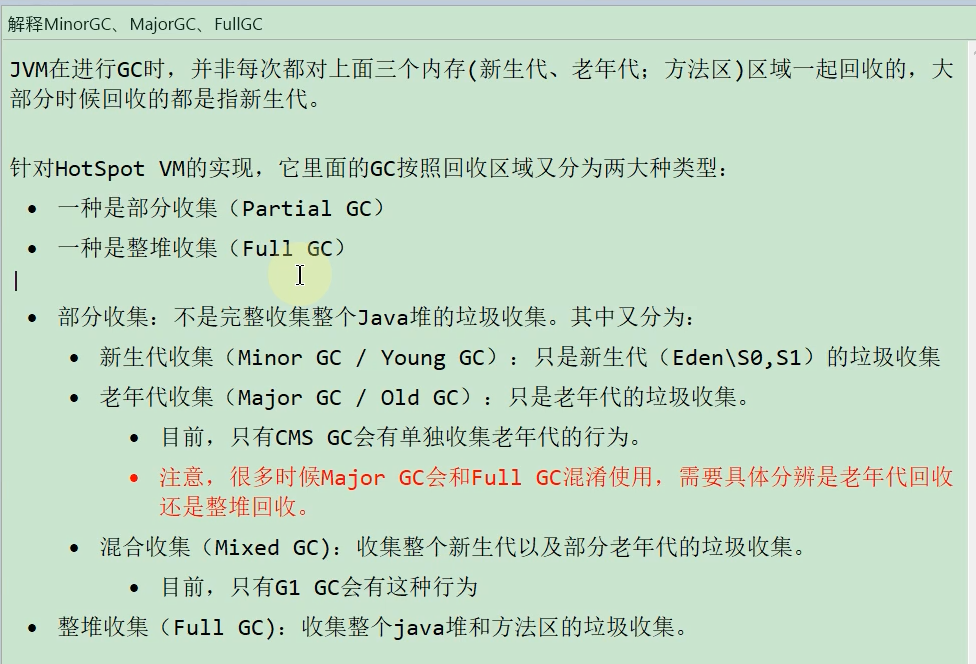 解释MinorGC、MajorGC、FullGC
JVM在进行GC时，并非每次都对上面三个内存(新生代、老年代；方法区)区域一起回收的，大
部分时候回收的都是指新生代。
针对HotSpot VM的实现，它里面的GC按照回收区域又分为两大种类型：
• 一种是部分收集（Partial GC）
• 一种是整堆收集（Full GC）
• 部分收集：不是完整收集整个Java堆的垃圾收集。其中又分为：
• 新生代收集（Minor GC / Young GC）：只是新生代（Eden\S0,S1）的垃圾收集
• 老年代收集（Major GC / Old GC）：只是老年代的垃圾收集。
• 目前，只有CMS GC会有单独收集老年代的行为。
• 注意，很多时候Major GC会和Full GC混淆使用，需要具体分辨是老年代回收
还是整堆回收。
• 混合收集（Mixed GC)：收集整个新生代以及部分老年代的垃圾收集。
• 目前，只有G1 GC会有这种行为
• 整堆收集（Full GC)：收集整个java堆和方法区的垃圾收集。